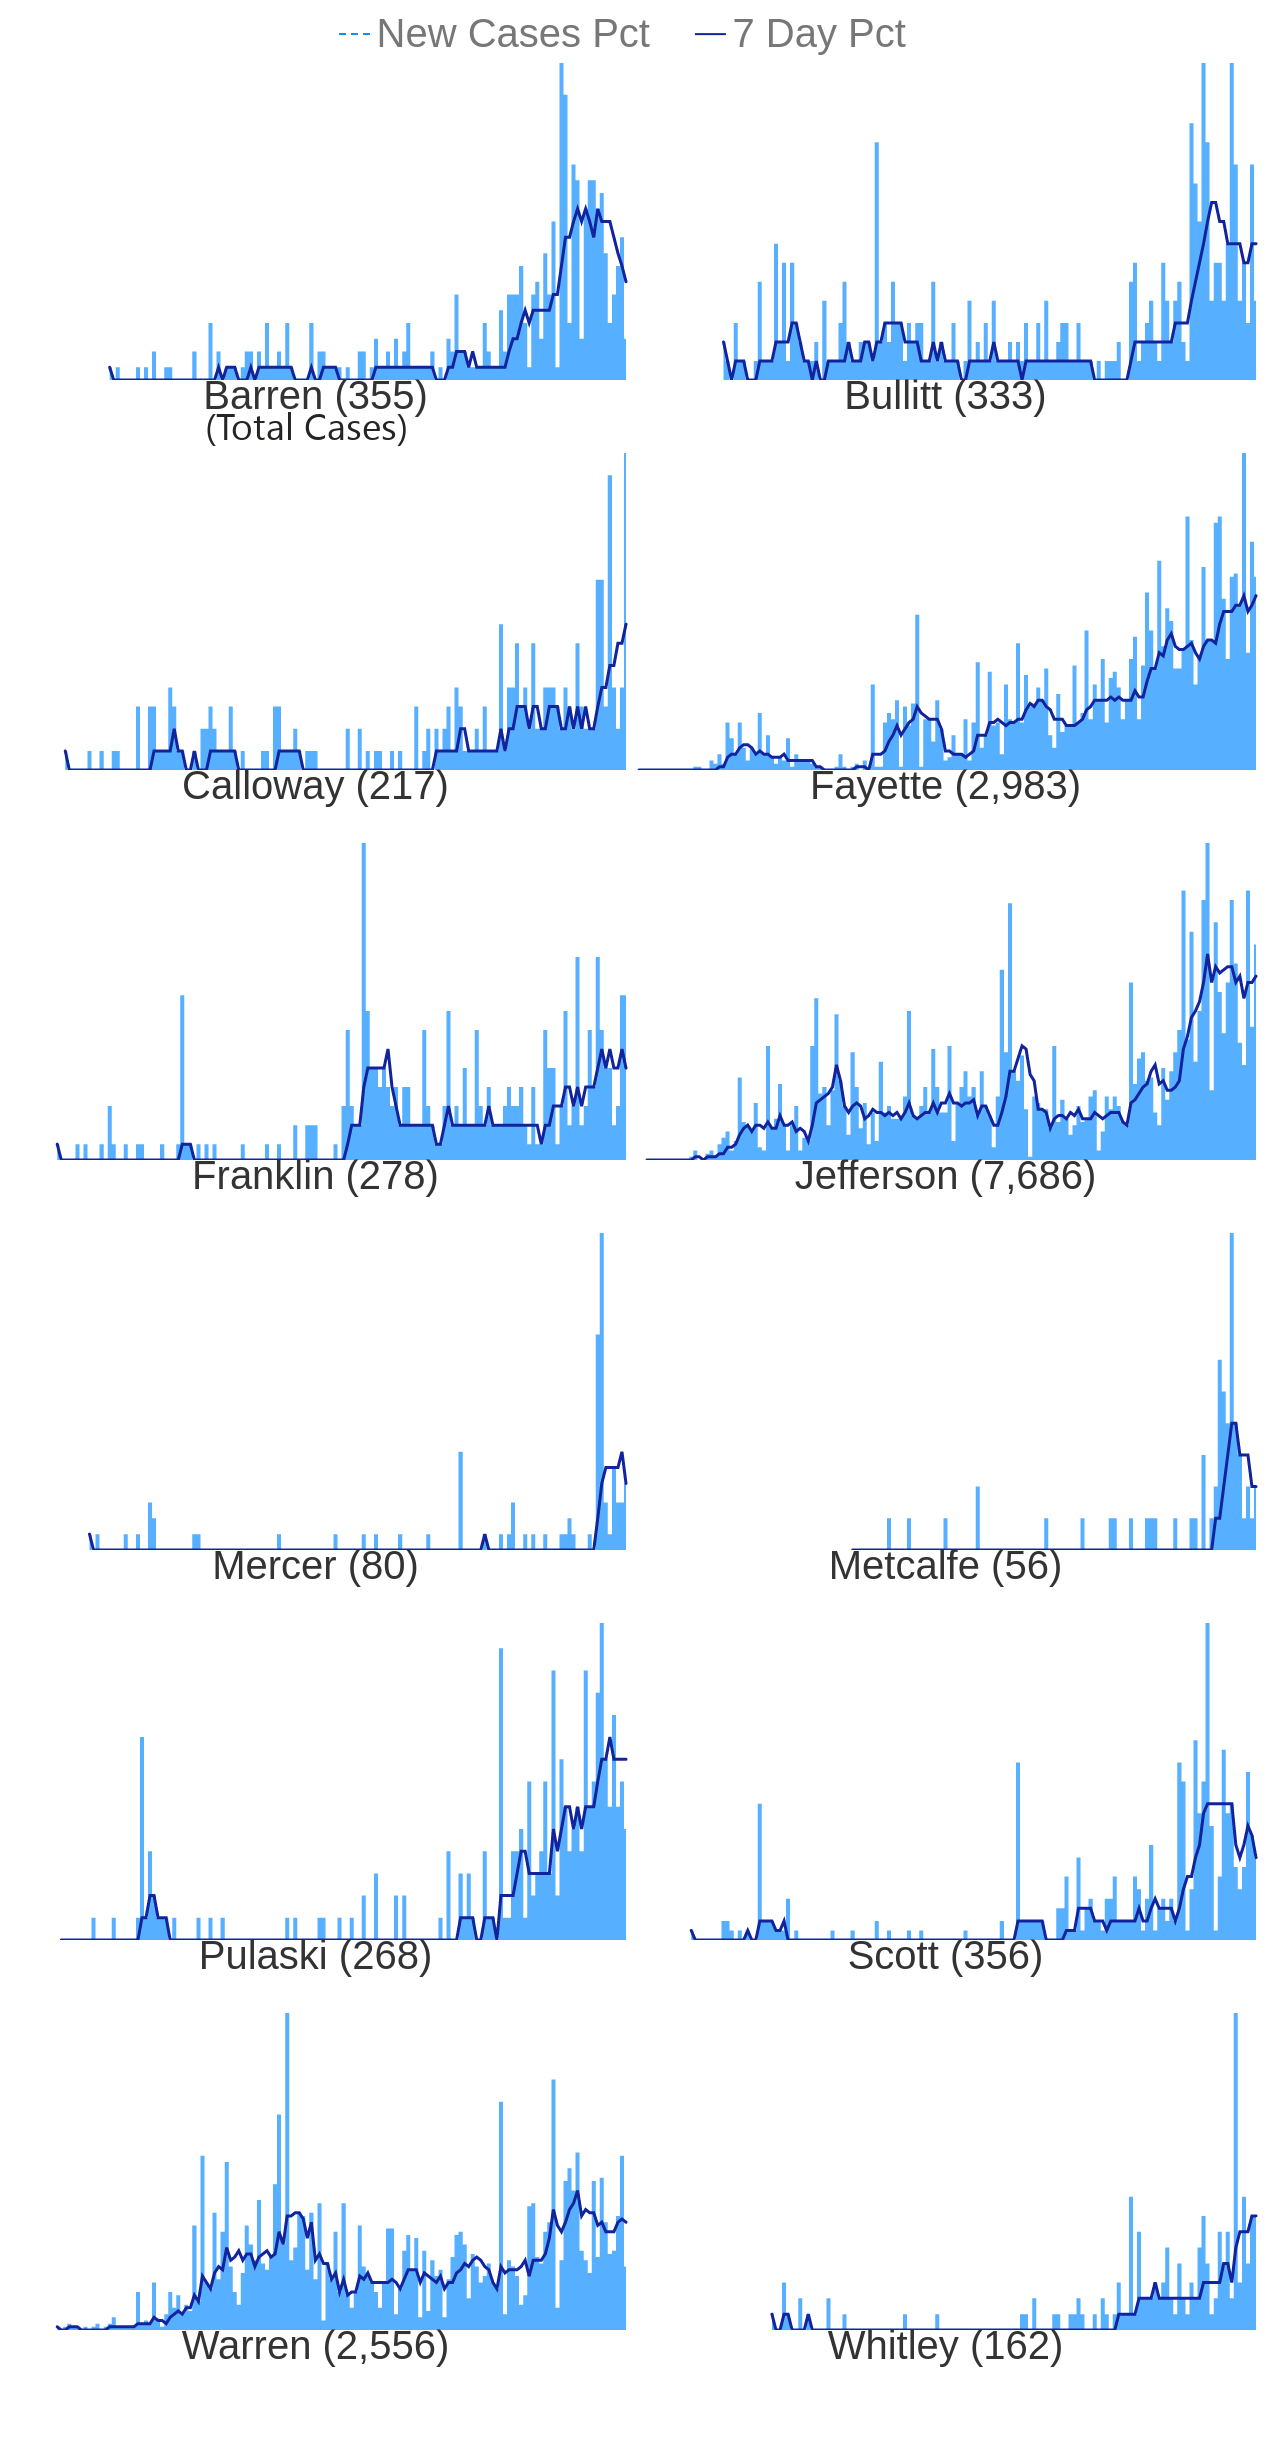 New Cases Pct 7 Day Pct
Barren (355) Bullitt (333)
(Total Cases)
Calloway (217) Fayette (2,983)
Franklin (278) Jefferson (7,686)
Mercer (80) Metcalfe (56)
Pulaski (268) Scott (356)
Warren (2,556) Whitley (162)